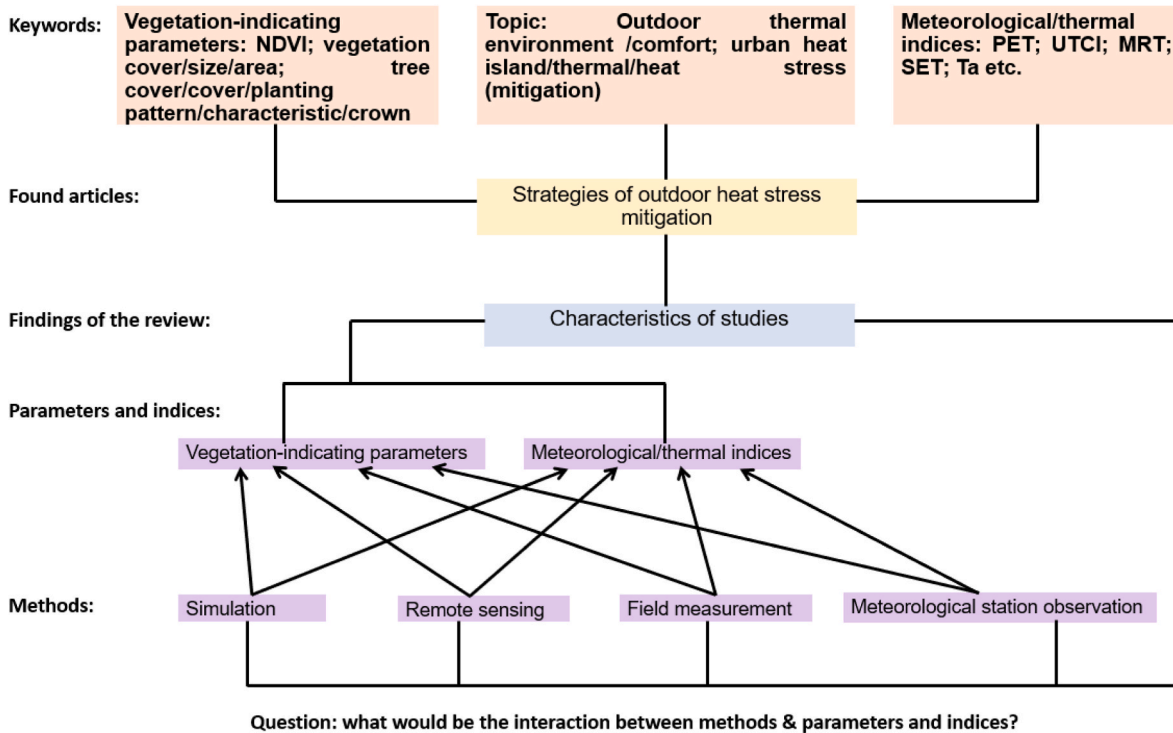 Keywords:
Vegetation-indicating
parameters: NDVI; vegetation
cover/size/area; tree
cover/cover/planting
pattern/characteristic/crown
Topic: Outdoor thermal
environment /comfort; urban heat
island/thermal/heat stress
(mitigation)
Meteorological/thermal
indices: PET; UTCI; MRT;
SET; Ta etc.
Found articles:
Strategies of outdoor heat stress
mitigation
Findings of the review:
Characteristics of studies
Parameters and indices:
Vegetation-indicating parameters
Meteorological/thermal indices
Methods:
Simulation
Remote sensing
Field measurement
Meteorological station observation
Question: what would be the interaction between methods & parameters and indices?